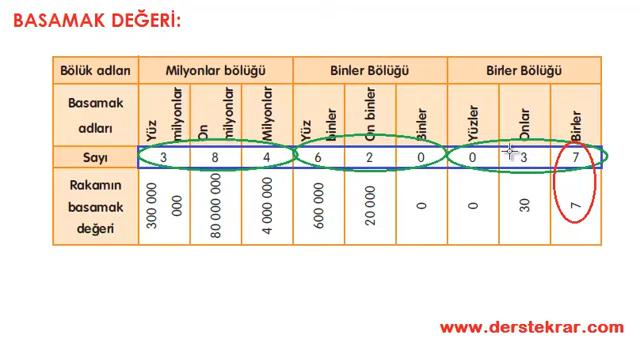 BASAMAK DEĞERİ:
Bölük adları Milyonlar bölüğü Binler Bölüğü Birler Bölüğü
Basamak adları Yüz milyonlar On milyonlar Milyonlar Yüz binler On binler Binler Yüzler Onlar Birler
Sayı 3 8 4 6 2 0 0 3 7
Rakamın basamak değeri 300 000 000 80 000 000 4 000 000 600 000 20 000 0 0 30 7
www.derstekrar.com